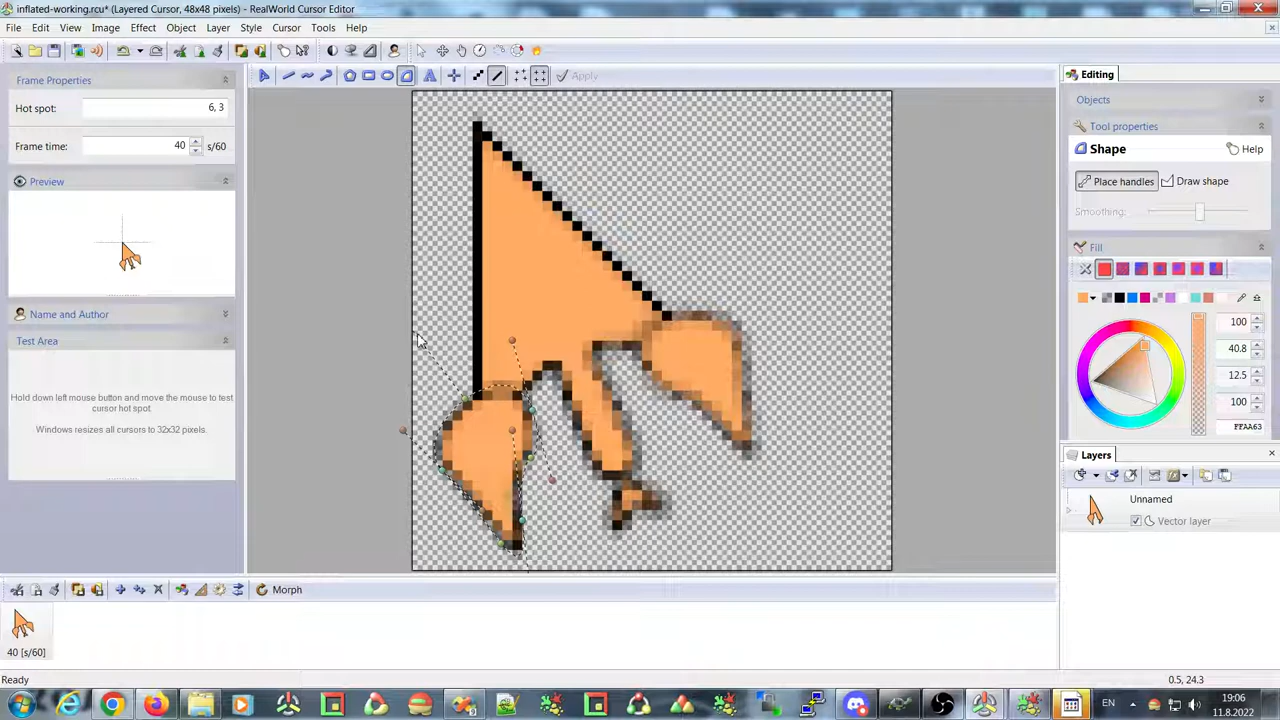 inflated-working.rcu* (Layered Cursor, 48x48 pixels) - RealWorld Cursor Editor
File Edit View Image Effect Object Layer Style Cursor Tools Help
Apply
Frame Properties
Hot spot: 6, 3
Frame time: 40 s/60
Preview
Name and Author
Test Area
Hold down left mouse button and move the mouse to test
cursor hot spot.
Windows resizes all cursors to 32x32 pixels.
Editing
Objects
Tool properties
Shape Help
Place handles Draw shape
Smoothing:
Fill
100
40.8
12.5
100
FFAA63
Layers
Unnamed
Vector layer
Morph
40 [s/60]
Ready
0.5, 24.3
EN
19:06
11.8.2022